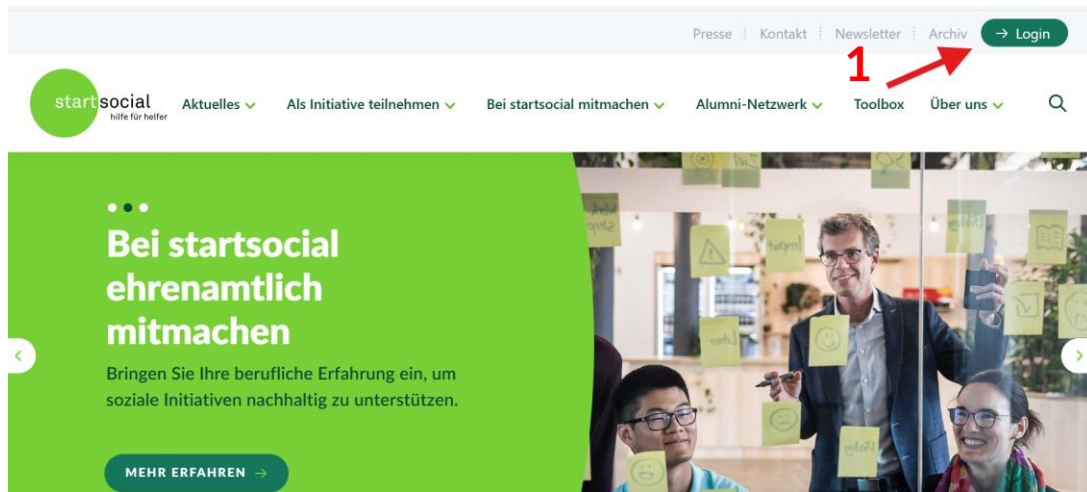 Presse
Kontakt
Newsletter
Archiv
→ Login
1
startsocial
hilfe für helfer
Aktuelles
Als Initiative teilnehmen
Bei startsocial mitmachen
Alumni-Netzwerk
Toolbox
Über uns
Bei startsocial
ehrenamtlich
mitmachen
Bringen Sie Ihre berufliche Erfahrung ein, um
soziale Initiativen nachhaltig zu unterstützen.
MEHR ERFAHREN →